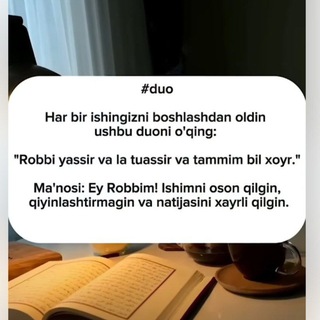 #duo
Har bir ishingizni boshlashdan oldin
ushbu duoni o'qing:
"Robbi yassir va la tuassir va tammim bil xoyr."
Ma'nosi: Ey Robbim! Ishimni oson qilgin,
qiyinlashtirmagin va natijasini xayrli qilgin.